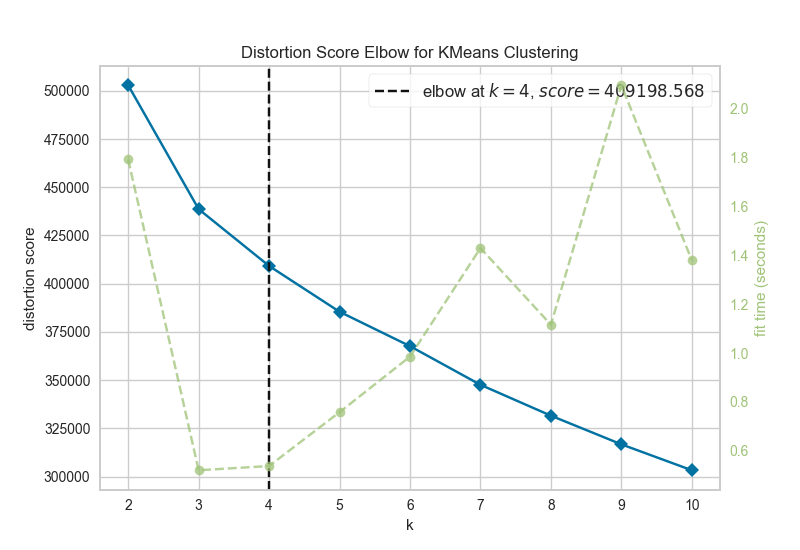 Distortion Score Elbow for KMeans Clustering
elbow at k = 4, score = 409198.568
500000
475000
450000
425000
400000
375000
350000
325000
300000
distortion score
2.0
1.8
1.6
1.4
1.2
1.0
0.8
0.6
fit time (seconds)
2 3 4 5 6 7 8 9 10
k